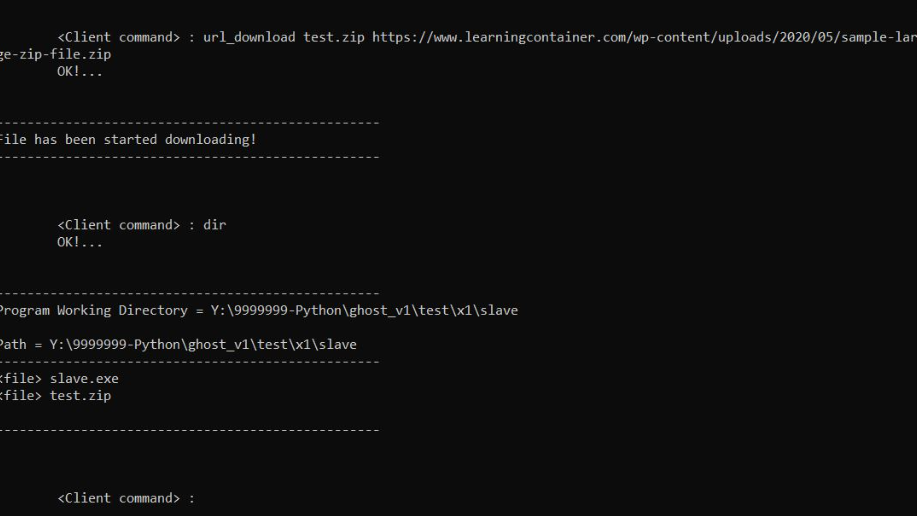 <Client command> : url_download test.zip https://www.learningcontainer.com/wp-content/uploads/2020/05/sample-lar
ge-zip-file.zip
OK!...
-------------------------------------------------
File has been started downloading!
-------------------------------------------------
<Client command> : dir
OK!...
-------------------------------------------------
Program Working Directory = Y:\9999999-Python\ghost_v1\test\x1\slave
Path = Y:\9999999-Python\ghost_v1\test\x1\slave
-------------------------------------------------
<file> slave.exe
<file> test.zip
-------------------------------------------------
<Client command> :